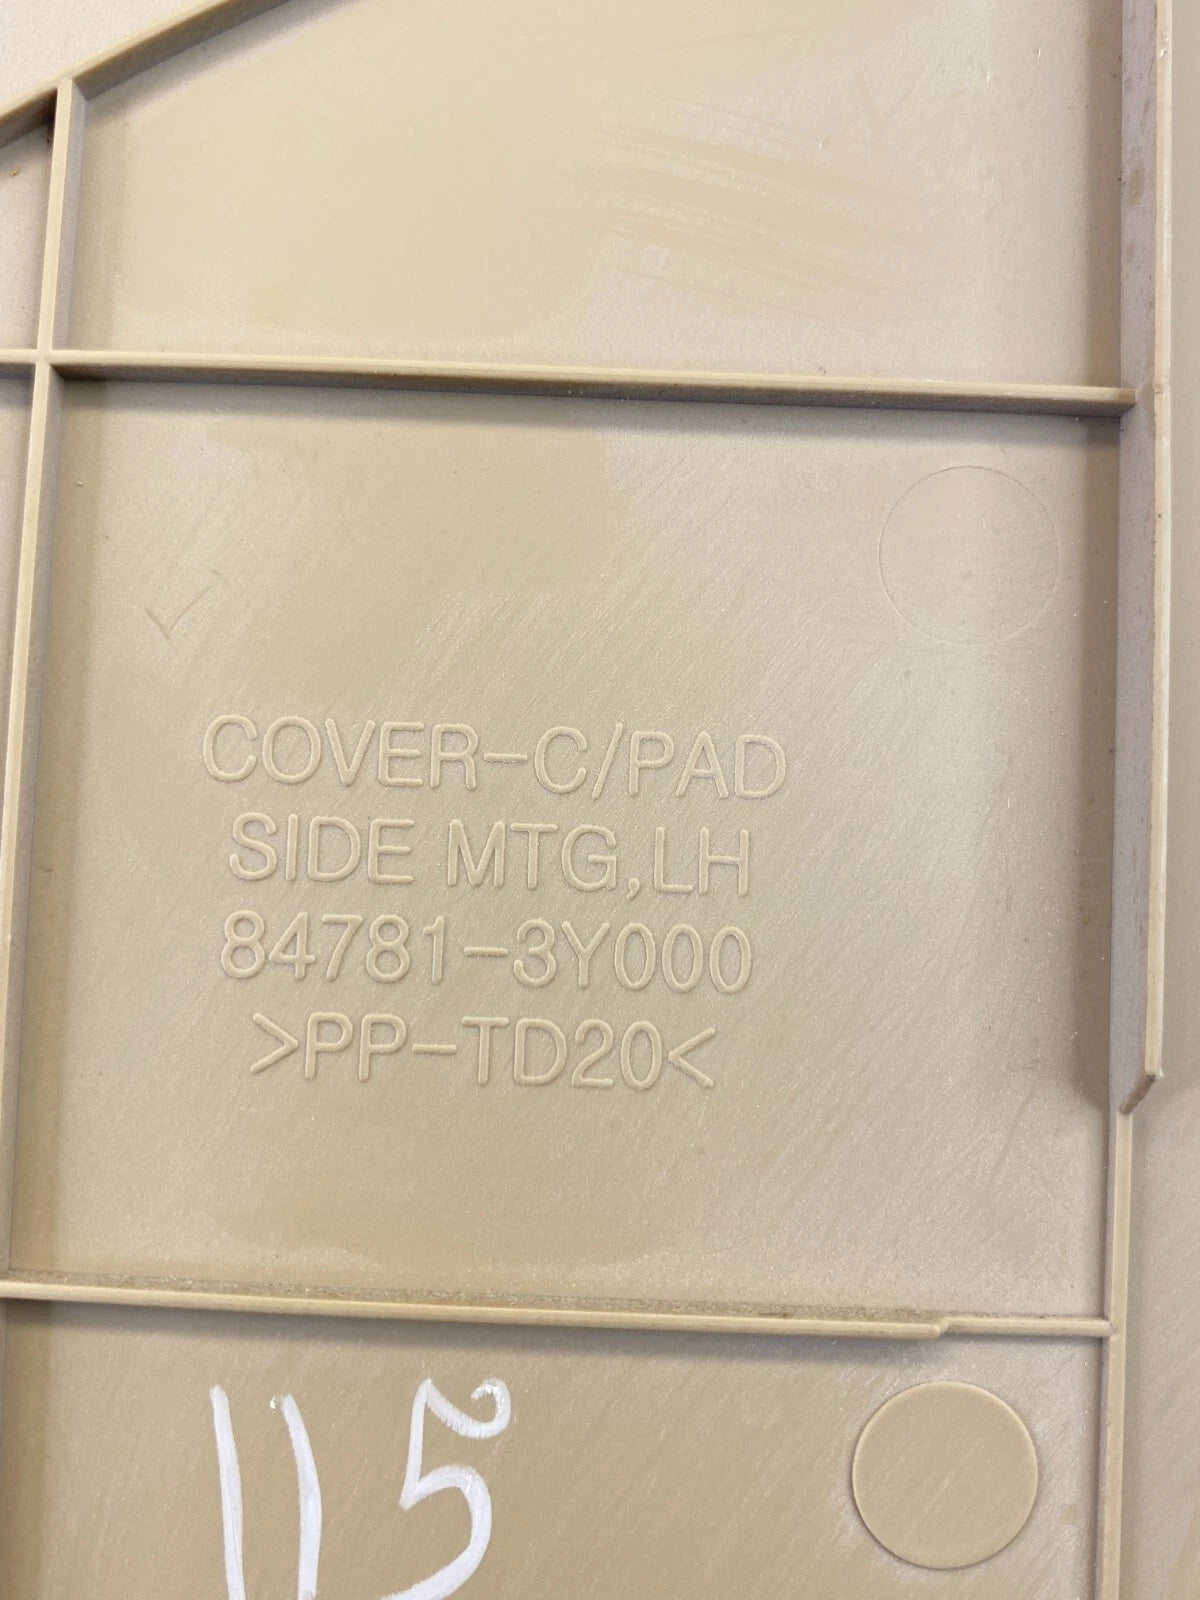 COVER-C/PAD
SIDE MTG,LH
84781-3Y000
>PP-TD20<
115